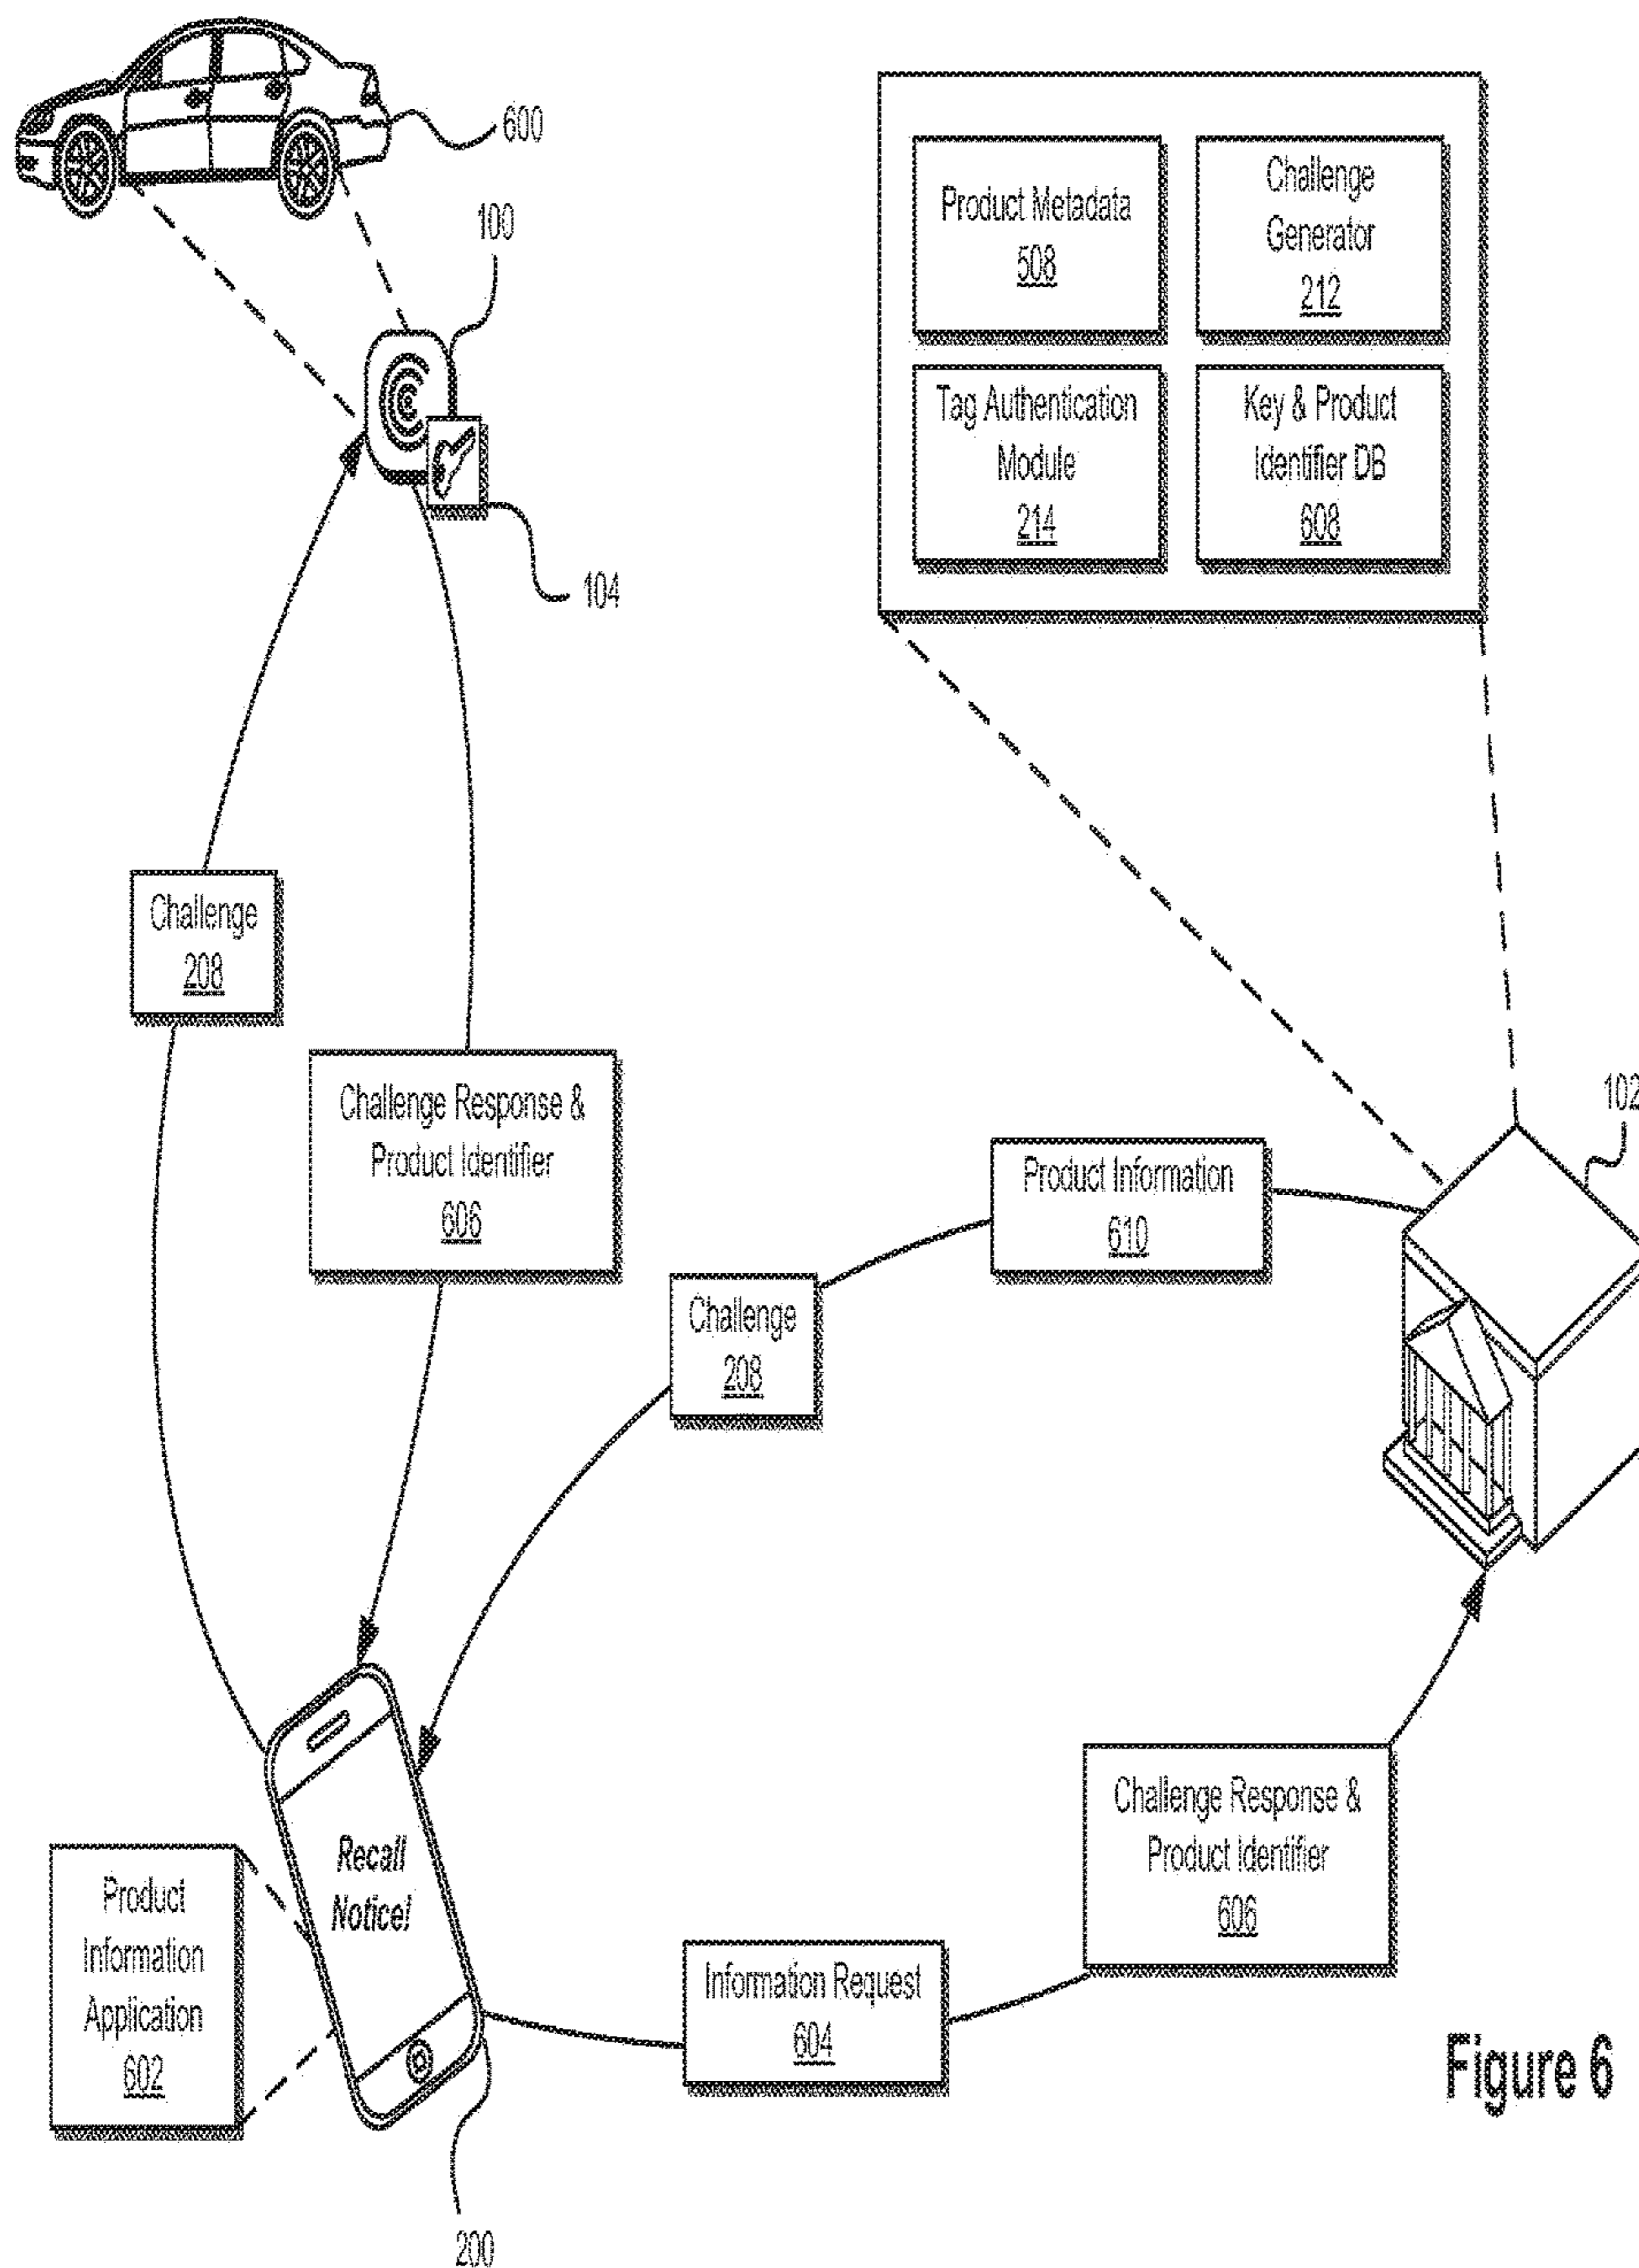 600
100
104
Product Metadata
508
Challenge
Generator
212
Tag Authentication
Module
214
Key & Product
Identifier DB
608
Challenge
208
Challenge Response &
Product Identifier
606
Product Information
610
Challenge
208
102
Recall
Notice!
Product
Information
Application
602
Information Request
604
Challenge Response &
Product Identifier
606
200
Figure 6